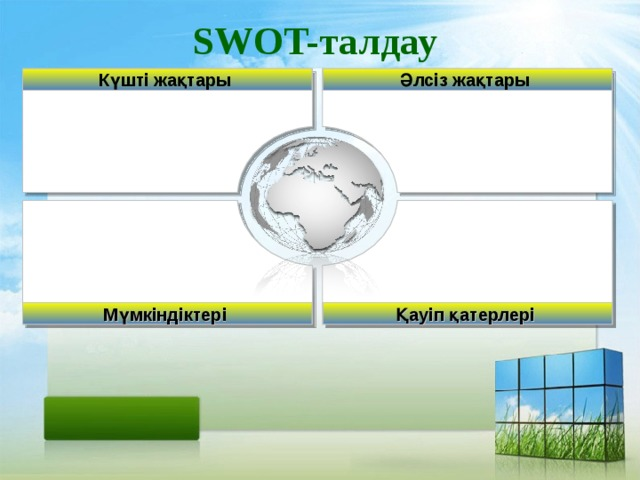 SWOT-талдау
Күшті жақтары
Әлсіз жақтары
Мүмкіндіктері
Қауіп қатерлері